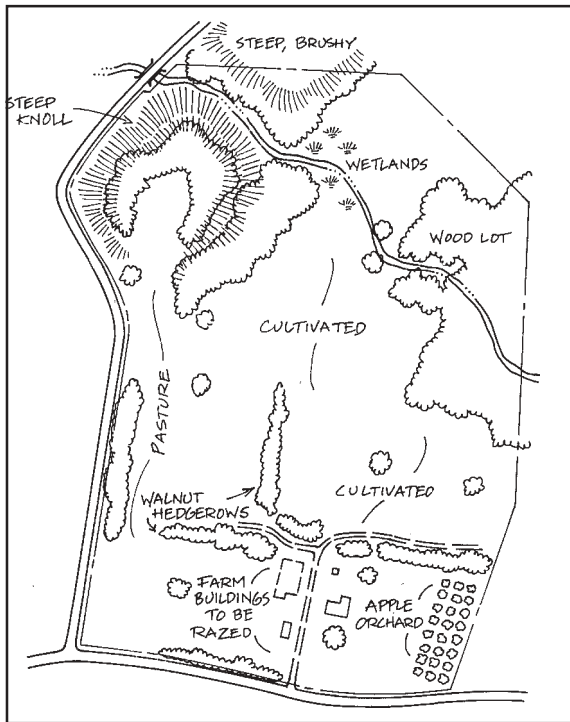 STEEP, BRUSHY
STEEP
KNOLL
WETLANDS
WOOD LOT
CULTIVATED
PASTURE
CULTIVATED
WALNUT
HEDGEROWS
FARM
BUILDINGS
TO BE
RAZED
APPLE
ORCHARD